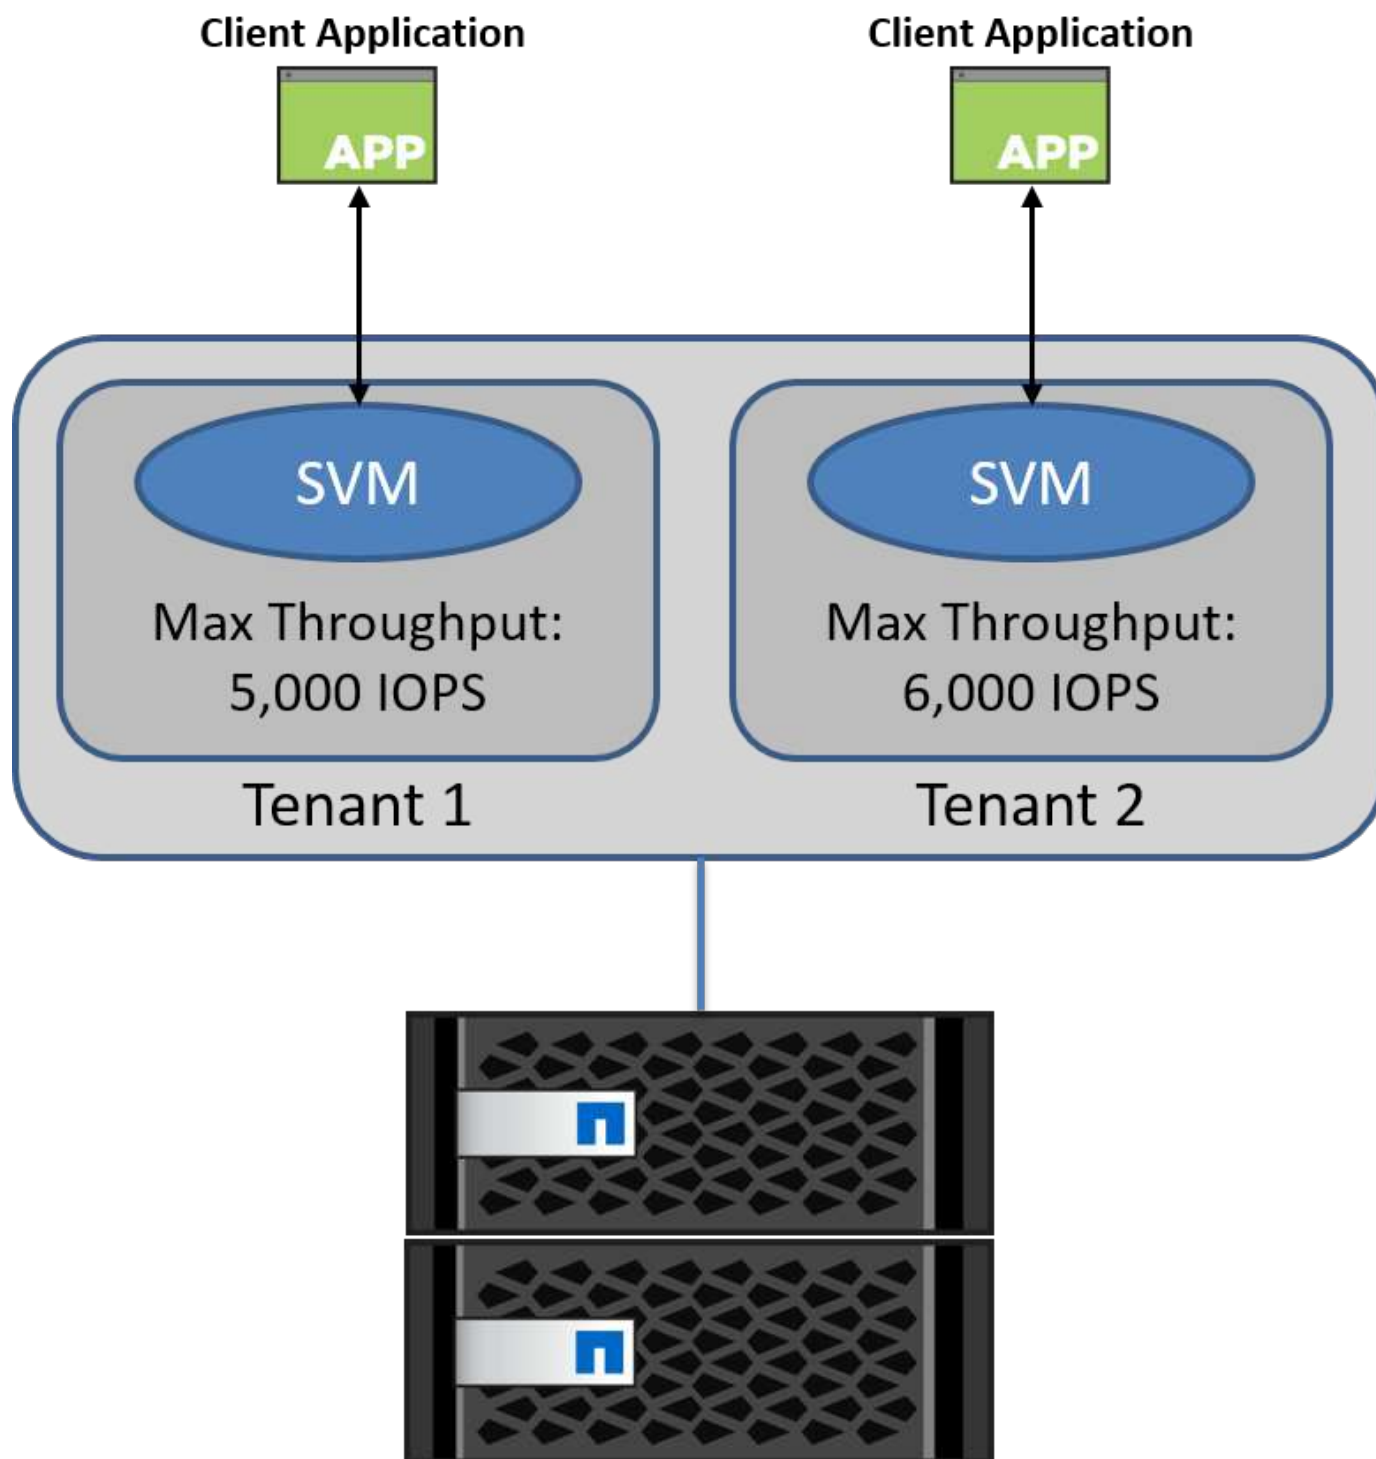 Client Application
Client Application
APP
APP
SVM
SVM
Max Throughput:
5,000 IOPS
Max Throughput:
6,000 IOPS
Tenant 1
Tenant 2